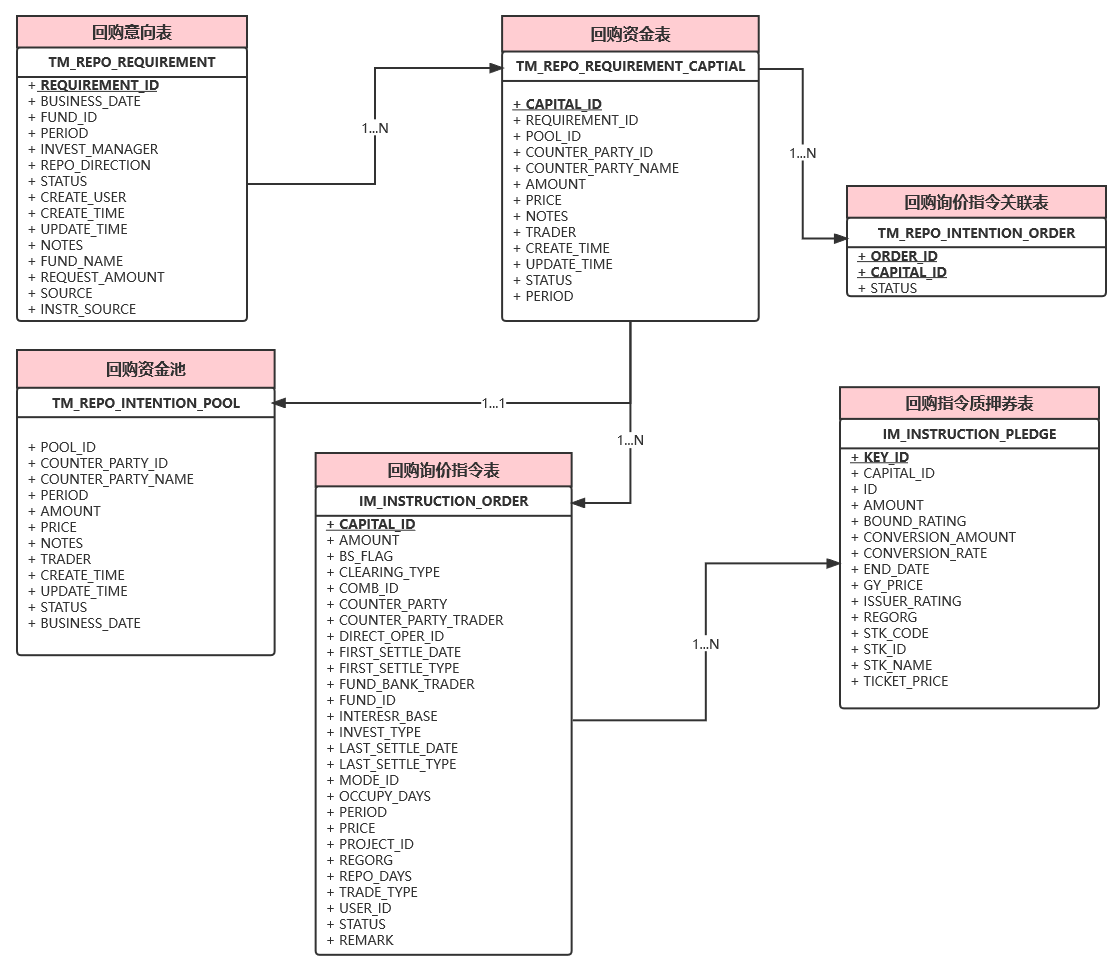 回购意向表
TM_REPO_REQUIREMENT
+ REQUIREMENT_ID
+ BUSINESS_DATE
+ FUND_ID
+ PERIOD
+ INVEST_MANAGER
+ REPO_DIRECTION
+ STATUS
+ CREATE_USER
+ CREATE_TIME
+ UPDATE_TIME
+ NOTES
+ FUND_NAME
+ REQUEST_AMOUNT
+ SOURCE
+ INSTR_SOURCE
1...N
回购资金表
TM_REPO_REQUIREMENT_CAPTIAL
+ CAPITAL_ID
+ REQUIREMENT_ID
+ POOL_ID
+ COUNTER_PARTY_ID
+ COUNTER_PARTY_NAME
+ AMOUNT
+ PRICE
+ NOTES
+ TRADER
+ CREATE_TIME
+ UPDATE_TIME
+ STATUS
+ PERIOD
1...N
回购询价指令关联表
TM_REPO_INTENTION_ORDER
+ ORDER_ID
+ CAPITAL_ID
+ STATUS
回购资金池
TM_REPO_INTENTION_POOL
+ POOL_ID
+ COUNTER_PARTY_ID
+ COUNTER_PARTY_NAME
+ PERIOD
+ AMOUNT
+ PRICE
+ NOTES
+ TRADER
+ CREATE_TIME
+ UPDATE_TIME
+ STATUS
+ BUSINESS_DATE
1...1
1...N
回购询价指令表
IM_INSTRUCTION_ORDER
+ CAPITAL_ID
+ AMOUNT
+ BS_FLAG
+ CLEARING_TYPE
+ COMB_ID
+ COUNTER_PARTY
+ COUNTER_PARTY_TRADER
+ DIRECT_OPER_ID
+ FIRST_SETTLE_DATE
+ FIRST_SETTLE_TYPE
+ FUND_BANK_TRADER
+ FUND_ID
+ INTERESR_BASE
+ INVEST_TYPE
+ LAST_SETTLE_DATE
+ LAST_SETTLE_TYPE
+ MODE_ID
+ OCCUPY_DAYS
+ PERIOD
+ PRICE
+ PROJECT_ID
+ REGORG
+ REPO_DAYS
+ TRADE_TYPE
+ USER_ID
+ STATUS
+ REMARK
1...N
回购指令质押券表
IM_INSTRUCTION_PLEDGE
+ KEY_ID
+ CAPITAL_ID
+ ID
+ AMOUNT
+ BOUND_RATING
+ CONVERSION_AMOUNT
+ CONVERSION_RATE
+ END_DATE
+ GY_PRICE
+ ISSUER_RATING
+ REGORG
+ STK_CODE
+ STK_ID
+ STK_NAME
+ TICKET_PRICE